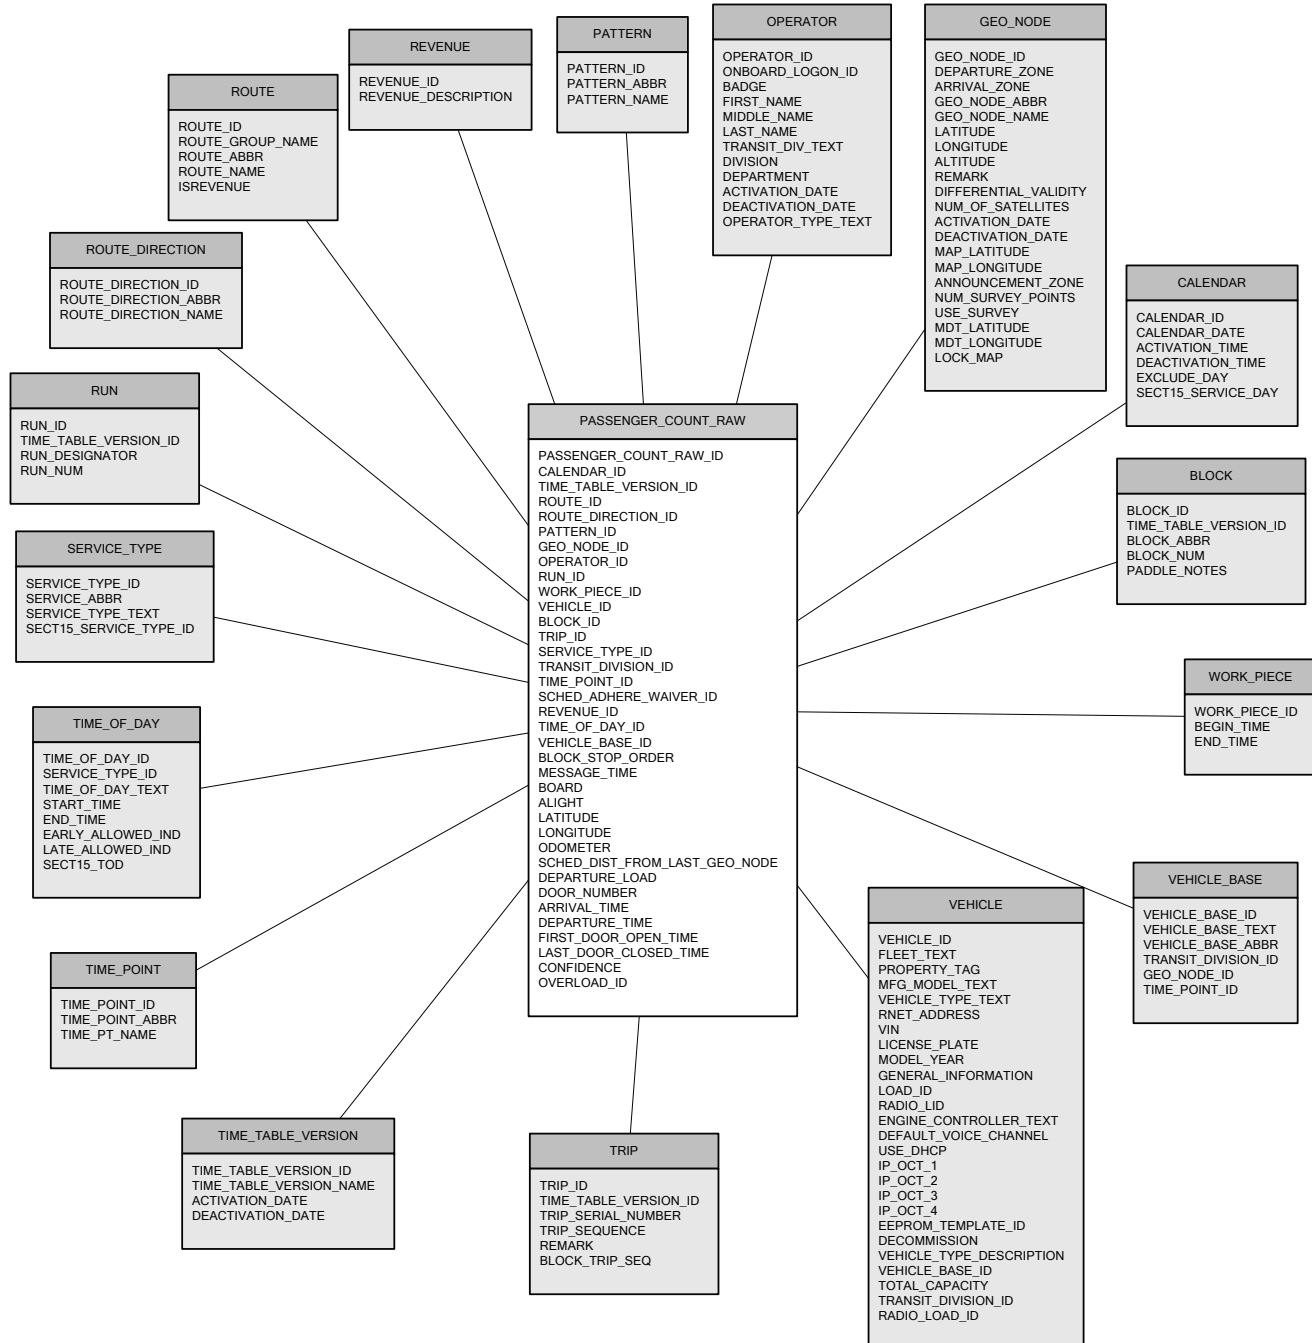 OPERATOR
OPERATOR_ID
ONBOARD_LOGON_ID
BADGE
FIRST_NAME
MIDDLE_NAME
LAST_NAME
TRANSIT_DIV_TEXT
DIVISION
DEPARTMENT
ACTIVATION_DATE
DEACTIVATION_DATE
OPERATOR_TYPE_TEXT
GEO_NODE
GEO_NODE_ID
DEPARTURE_ZONE
ARRIVAL_ZONE
GEO_NODE_ABBR
GEO_NODE_NAME
LATITUDE
LONGITUDE
ALTITUDE
REMARK
DIFFERENTIAL_VALIDITY
NUM_OF_SATELLITES
ACTIVATION_DATE
DEACTIVATION_DATE
MAP_LATITUDE
MAP_LONGITUDE
ANNOUNCEMENT_ZONE
NUM_SURVEY_POINTS
USE_SURVEY
MDT_LATITUDE
MDT_LONGITUDE
LOCK_MAP
PATTERN
PATTERN_ID
PATTERN_ABBR
PATTERN_NAME
REVENUE
REVENUE_ID
REVENUE_DESCRIPTION
ROUTE
ROUTE_ID
ROUTE_GROUP_NAME
ROUTE_ABBR
ROUTE_NAME
ISREVENUE
ROUTE_DIRECTION
ROUTE_DIRECTION_ID
ROUTE_DIRECTION_ABBR
ROUTE_DIRECTION_NAME
CALENDAR
CALENDAR_ID
CALENDAR_DATE
ACTIVATION_TIME
DEACTIVATION_TIME
EXCLUDE_DAY
SECT15_SERVICE_DAY
RUN
RUN_ID
TIME_TABLE_VERSION_ID
RUN_DESIGNATOR
RUN_NUM
PASSENGER_COUNT_RAW
PASSENGER_COUNT_RAW_ID
CALENDAR_ID
TIME_TABLE_VERSION_ID
ROUTE_ID
ROUTE_DIRECTION_ID
PATTERN_ID
GEO_NODE_ID
OPERATOR_ID
RUN_ID
WORK_PIECE_ID
VEHICLE_ID
BLOCK_ID
TRIP_ID
SERVICE_TYPE_ID
TRANSIT_DIVISION_ID
TIME_POINT_ID
SCHED_ADHERE_WAIVER_ID
REVENUE_ID
TIME_OF_DAY_ID
VEHICLE_BASE_ID
BLOCK_STOP_ORDER
MESSAGE_TIME
BOARD
ALIGHT
LATITUDE
LONGITUDE
ODOMETER
SCHED_DIST_FROM_LAST_GEO_NODE
DEPARTURE_LOAD
DOOR_NUMBER
ARRIVAL_TIME
DEPARTURE_TIME
FIRST_DOOR_OPEN_TIME
LAST_DOOR_CLOSED_TIME
CONFIDENCE
OVERLOAD_ID
BLOCK
BLOCK_ID
TIME_TABLE_VERSION_ID
BLOCK_ABBR
BLOCK_NUM
PADDLE_NOTES
SERVICE_TYPE
SERVICE_TYPE_ID
SERVICE_ABBR
SERVICE_TYPE_TEXT
SECT15_SERVICE_TYPE_ID
WORK_PIECE
WORK_PIECE_ID
BEGIN_TIME
END_TIME
TIME_OF_DAY
TIME_OF_DAY_ID
SERVICE_TYPE_ID
TIME_OF_DAY_TEXT
START_TIME
END_TIME
EARLY_ALLOWED_IND
LATE_ALLOWED_IND
SECT15_TOD
VEHICLE_BASE
VEHICLE_BASE_ID
VEHICLE_BASE_TEXT
VEHICLE_BASE_ABBR
TRANSIT_DIVISION_ID
GEO_NODE_ID
TIME_POINT_ID
VEHICLE
VEHICLE_ID
FLEET_TEXT
PROPERTY_TAG
MFG_MODEL_TEXT
VEHICLE_TYPE_TEXT
RNET_ADDRESS
VIN
LICENSE_PLATE
MODEL_YEAR
GENERAL_INFORMATION
LOAD_ID
RADIO_LID
ENGINE_CONTROLLER_TEXT
DEFAULT_VOICE_CHANNEL
USE_DHCP
IP_OCT_1
IP_OCT_2
IP_OCT_3
IP_OCT_4
EEPROM_TEMPLATE_ID
DECOMMISSION
VEHICLE_TYPE_DESCRIPTION
VEHICLE_BASE_ID
TOTAL_CAPACITY
TRANSIT_DIVISION_ID
RADIO_LOAD_ID
TIME_POINT
TIME_POINT_ID
TIME_POINT_ABBR
TIME_PT_NAME
TIME_TABLE_VERSION
TIME_TABLE_VERSION_ID
TIME_TABLE_VERSION_NAME
ACTIVATION_DATE
DEACTIVATION_DATE
TRIP
TRIP_ID
TIME_TABLE_VERSION_ID
TRIP_SERIAL_NUMBER
TRIP_SEQUENCE
REMARK
BLOCK_TRIP_SEQ